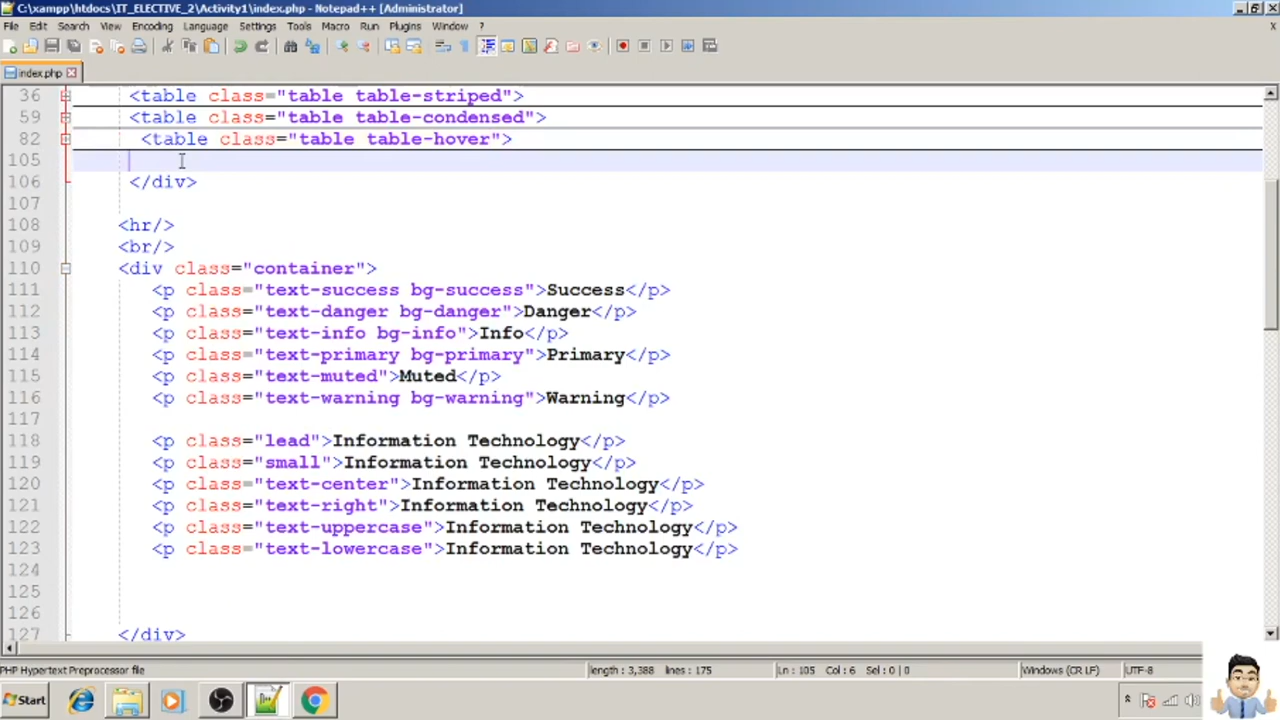 C:\xampp\htdocs\IT_ELECTIVE_2\Activity1\index.php - Notepad++ [Administrator]
File Edit Search View Encoding Language Settings Tools Macro Run Plugins Window ? X
index.php
36 <table class="table table-striped">
59 <table class="table table-condensed">
82 <table class="table table-hover">
105
106 </div>
107
108 <hr/>
109 <br/>
110 <div class="container">
111 <p class="text-success bg-success">Success</p>
112 <p class="text-danger bg-danger">Danger</p>
113 <p class="text-info bg-info">Info</p>
114 <p class="text-primary bg-primary">Primary</p>
115 <p class="text-muted">Muted</p>
116 <p class="text-warning bg-warning">Warning</p>
117
118 <p class="lead">Information Technology</p>
119 <p class="small">Information Technology</p>
120 <p class="text-center">Information Technology</p>
121 <p class="text-right">Information Technology</p>
122 <p class="text-uppercase">Information Technology</p>
123 <p class="text-lowercase">Information Technology</p>
124
125
126
127 </div>
PHP Hypertext Preprocessor file length : 3,388 lines : 175 Ln : 105 Col : 6 Sel : 0 | 0 Windows (CR LF) UTF-8
Start